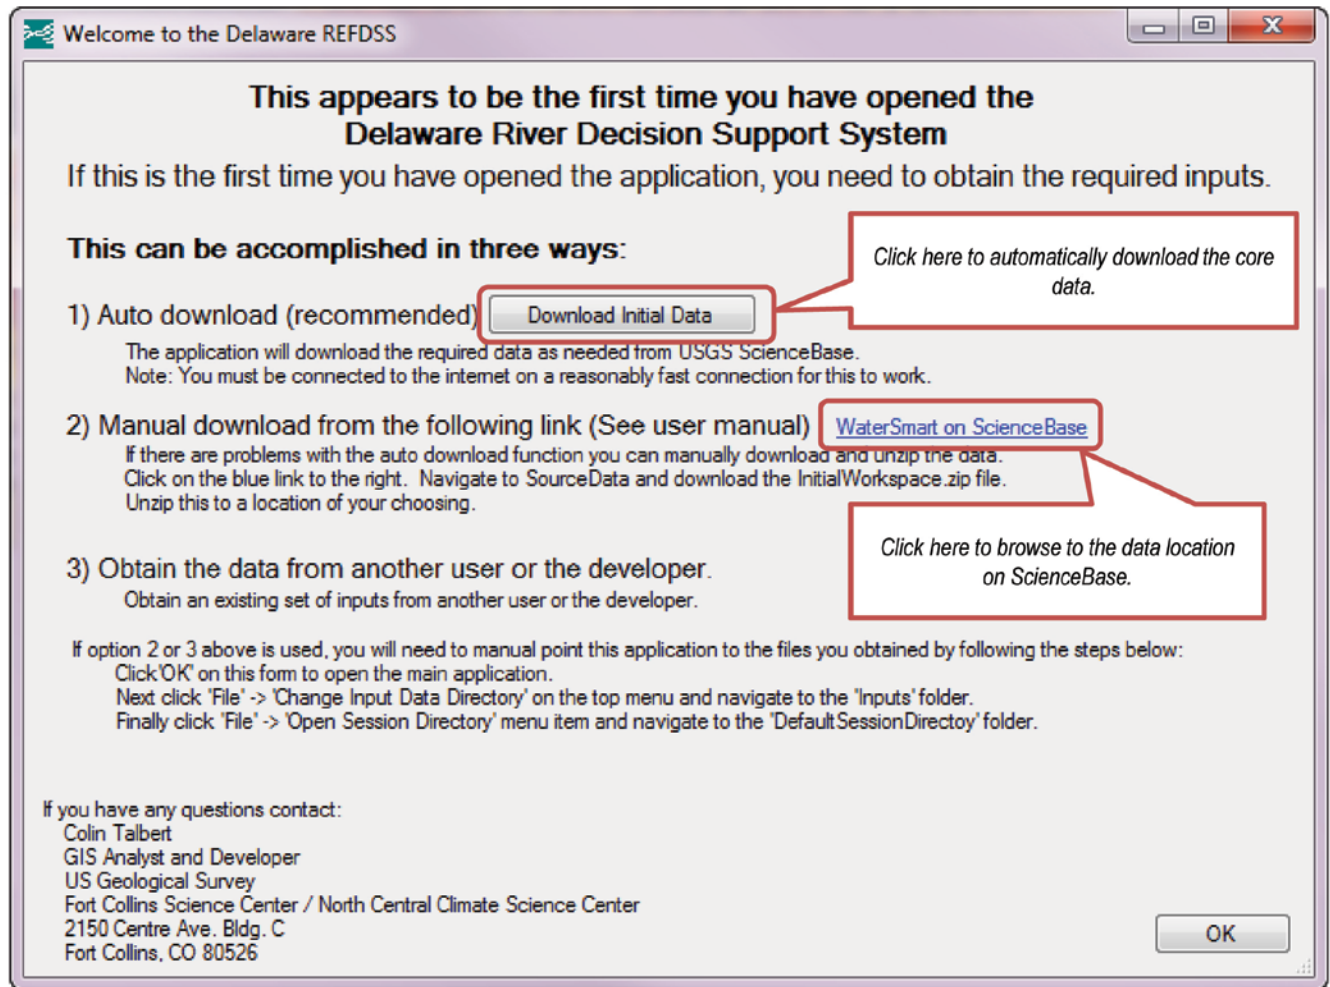 Welcome to the Delaware REFDSS
This appears to be the first time you have opened the
Delaware River Decision Support System
If this is the first time you have opened the application, you need to obtain the required inputs.
This can be accomplished in three ways:
Click here to automatically download the core
data.
1) Auto download (recommended) Download Initial Data
The application will download the required data as needed from USGS ScienceBase.
Note: You must be connected to the internet on a reasonably fast connection for this to work.
2) Manual download from the following link (See user manual) WaterSmart on ScienceBase
If there are problems with the auto download function you can manually download and unzip the data.
Click on the blue link to the right. Navigate to SourceData and download the InitialWorkspace.zip file.
Unzip this to a location of your choosing.
Click here to browse to the data location
on ScienceBase.
3) Obtain the data from another user or the developer.
Obtain an existing set of inputs from another user or the developer.
If option 2 or 3 above is used, you will need to manual point this application to the files you obtained by following the steps below:
Click'OK" on this form to open the main application.
Next click 'File' -> 'Change Input Data Directory' on the top menu and navigate to the 'Inputs' folder.
Finally click 'File' -> 'Open Session Directory' menu item and navigate to the 'DefaultSessionDirectoy' folder.
If you have any questions contact:
Colin Talbert
GIS Analyst and Developer
US Geological Survey
Fort Collins Science Center / North Central Climate Science Center
2150 Centre Ave. Bldg. C
Fort Collins, CO 80526
OK